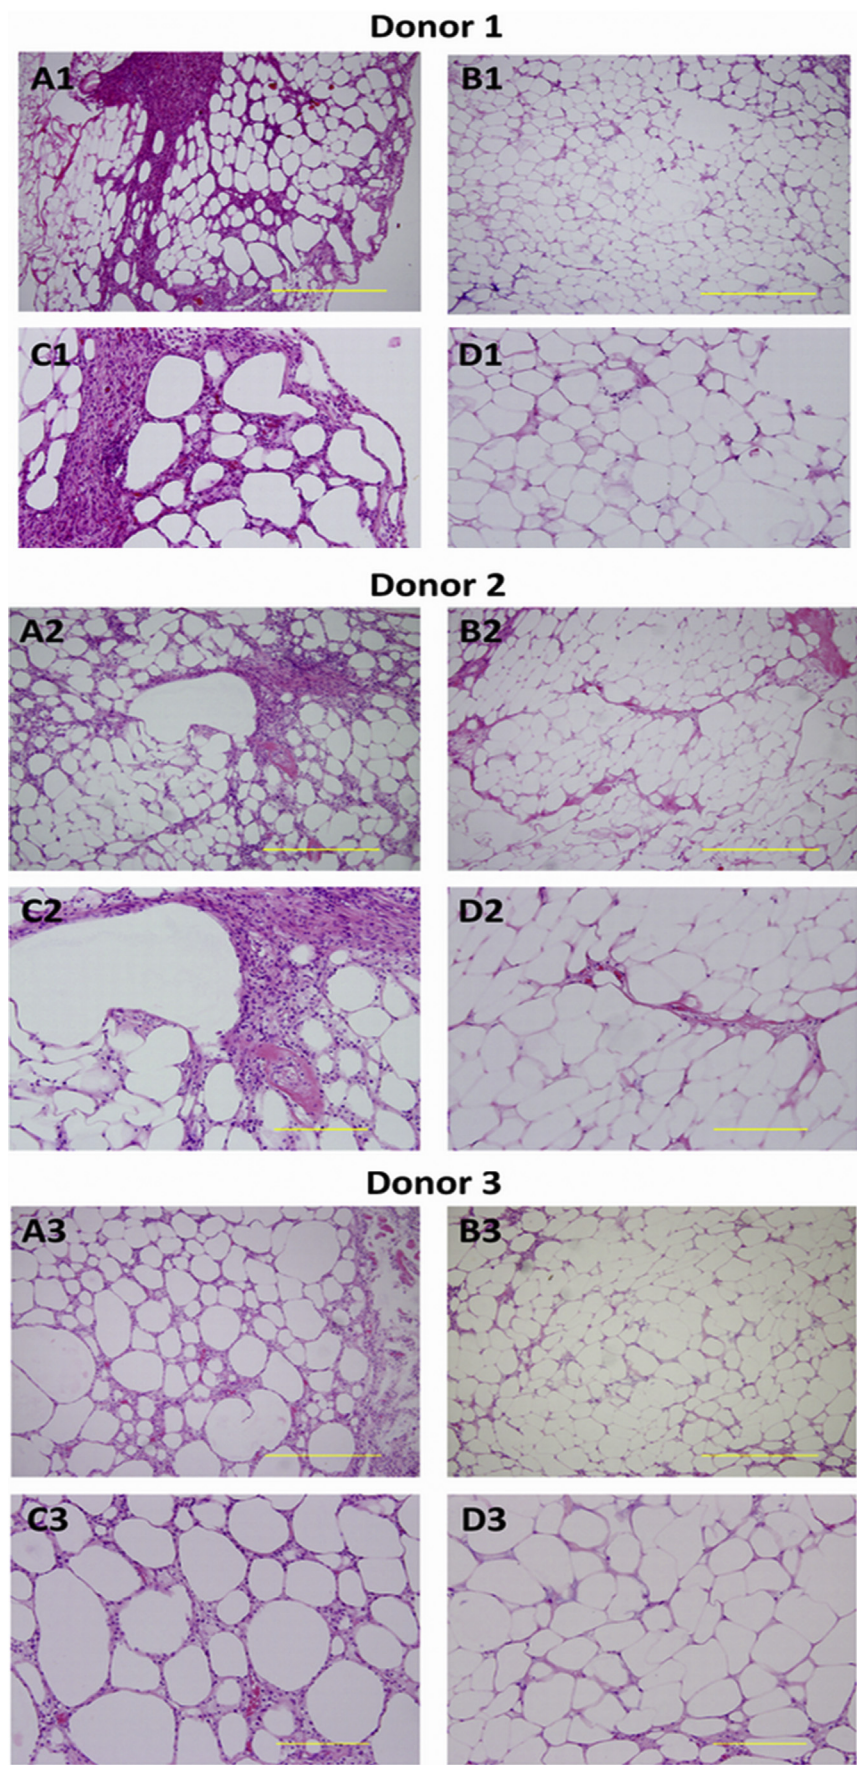 Donor 1
A1 B1
C1 D1
Donor 2
A2 B2
C2 D2
Donor 3
A3 B3
C3 D3